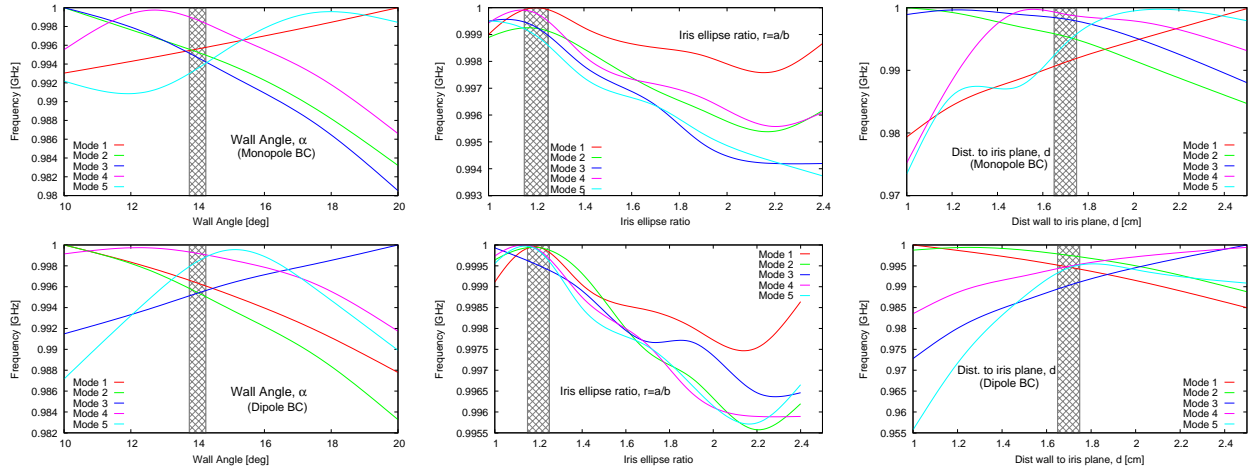 1
0.998
0.996
0.994
0.992
0.99
0.988
0.986
0.984
0.982
0.98
10 12 14 16 18 20
Frequency [GHz]
Wall Angle [deg]
Wall Angle, α
(Monopole BC)
Mode 1
Mode 2
Mode 3
Mode 4
Mode 5
1
0.999
0.997
0.996
0.994
0.993
1 1.2 1.4 1.6 1.8 2 2.2 2.4
Frequency [GHz]
Iris ellipse ratio
Iris ellipse ratio, r=a/b
Mode 1
Mode 2
Mode 3
Mode 4
Mode 5
1
0.99
0.98
0.97
1 1.2 1.4 1.6 1.8 2 2.2 2.4
Frequency [GHz]
Dist wall to iris plane, d [cm]
Dist. to iris plane, d
(Monopole BC)
Mode 1
Mode 2
Mode 3
Mode 4
Mode 5
1
0.998
0.996
0.994
0.992
0.99
0.988
0.986
0.984
0.982
10 12 14 16 18 20
Frequency [GHz]
Wall Angle [deg]
Wall Angle, α
(Dipole BC)
Mode 1
Mode 2
Mode 3
Mode 4
Mode 5
1
0.9995
0.9985
0.9982
0.9975
0.9965
0.996
0.9955
1 1.2 1.4 1.6 1.8 2 2.2 2.4
Frequency [GHz]
Iris ellipse ratio
Iris ellipse ratio, r=a/b
Mode 1
Mode 2
Mode 3
Mode 4
Mode 5
1
0.995
0.99
0.985
0.98
0.975
0.97
0.965
0.96
0.955
1 1.2 1.4 1.6 1.8 2 2.2 2.4
Frequency [GHz]
Dist wall to iris plane, d [cm]
Dist. to iris plane, d
(Dipole BC)
Mode 1
Mode 2
Mode 3
Mode 4
Mode 5